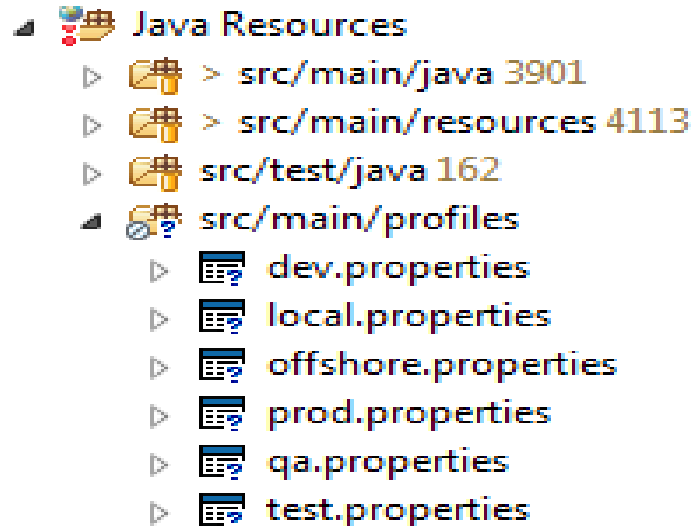 Java Resources
> src/main/java 3901
> src/main/resources 4113
src/test/java 162
src/main/profiles
dev.properties
local.properties
offshore.properties
prod.properties
qa.properties
test.properties